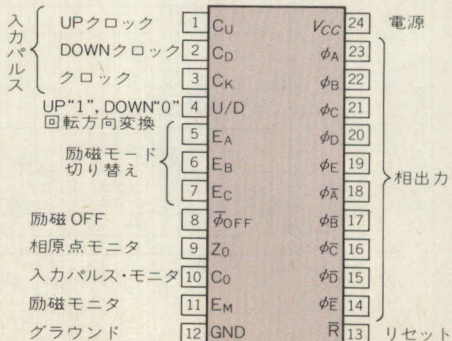 入力パルス
UPクロック 1 CU VCC 24 電源
DOWNクロック 2 CD φA 23
クロック 3 CK φB 22
UP"1", DOWN"0" 4 U/D φC 21
回転方向変換
励磁モード
切り替え
5 EA φD 20
6 EB φE 19
7 EC φA̅ 18
相出力
励磁OFF 8 φ̅OFF φB̅ 17
相原点モニタ 9 Z0 φC̅ 16
入力パルス・モニタ 10 C0 φD̅ 15
励磁モニタ 11 EM φE̅ 14
グラウンド 12 GND R̅ 13 リセット